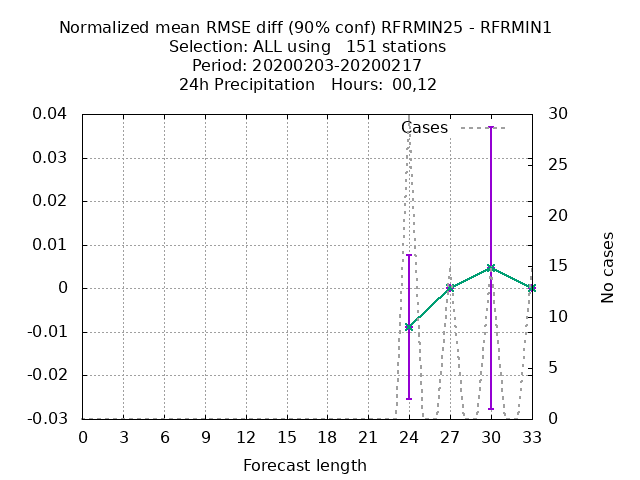 Normalized mean RMSE diff (90% conf) RFRMIN25 - RFRMIN1
Selection: ALL using   151 stations
Period: 20200203-20200217
24h Precipitation   Hours:  00,12
Cases
0.04
0.03
0.02
0.01
0
-0.01
-0.02
-0.03
30
25
20
15
10
5
0
No cases
0 3 6 9 12 15 18 21 24 27 30 33
Forecast length